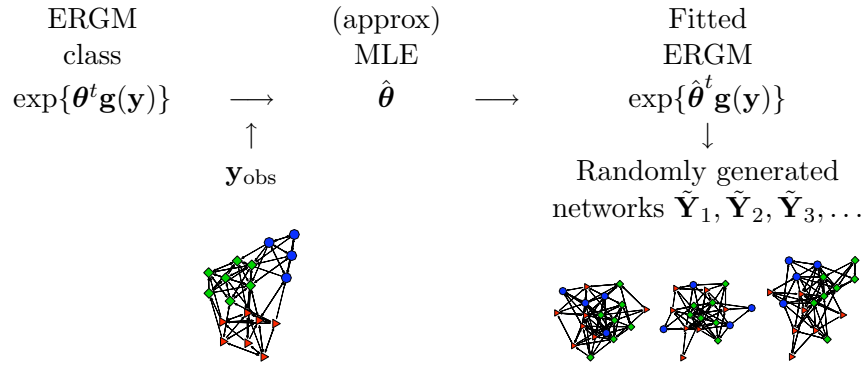 ERGM (approx) Fitted
class MLE ERGM
exp{θᵗg(y)} ⟶ θ̂ ⟶ exp{θ̂ᵗg(y)}
↑ ↓
y_obs Randomly generated
networks Ỹ₁, Ỹ₂, Ỹ₃, …